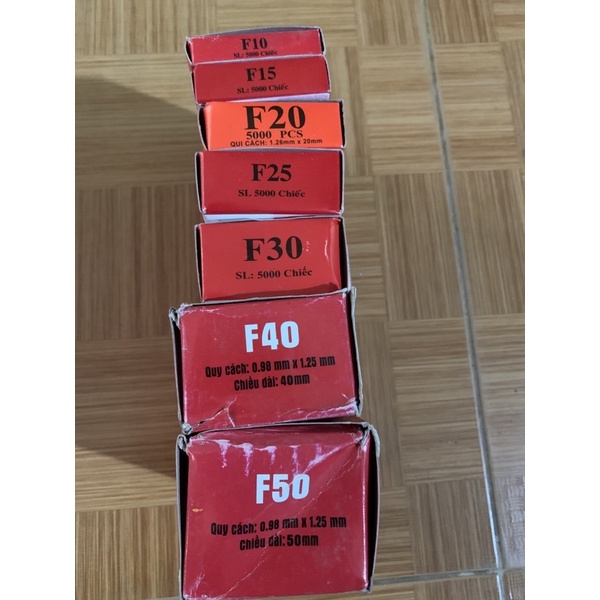 F10
SL: 5000 Chiếc
F15
SL: 5000 Chiếc
F20
5000 PCS
QUI CÁCH: 1.26mm x 20mm
F25
SL 5000 Chiếc
F30
SL: 5000 Chiếc
F40
Quy cách: 0.98 mm X 1.25 mm
Chiều dài: 40mm
F50
Quy cách: 0.98 mm X 1.25 mm
Chiều dài: 50mm